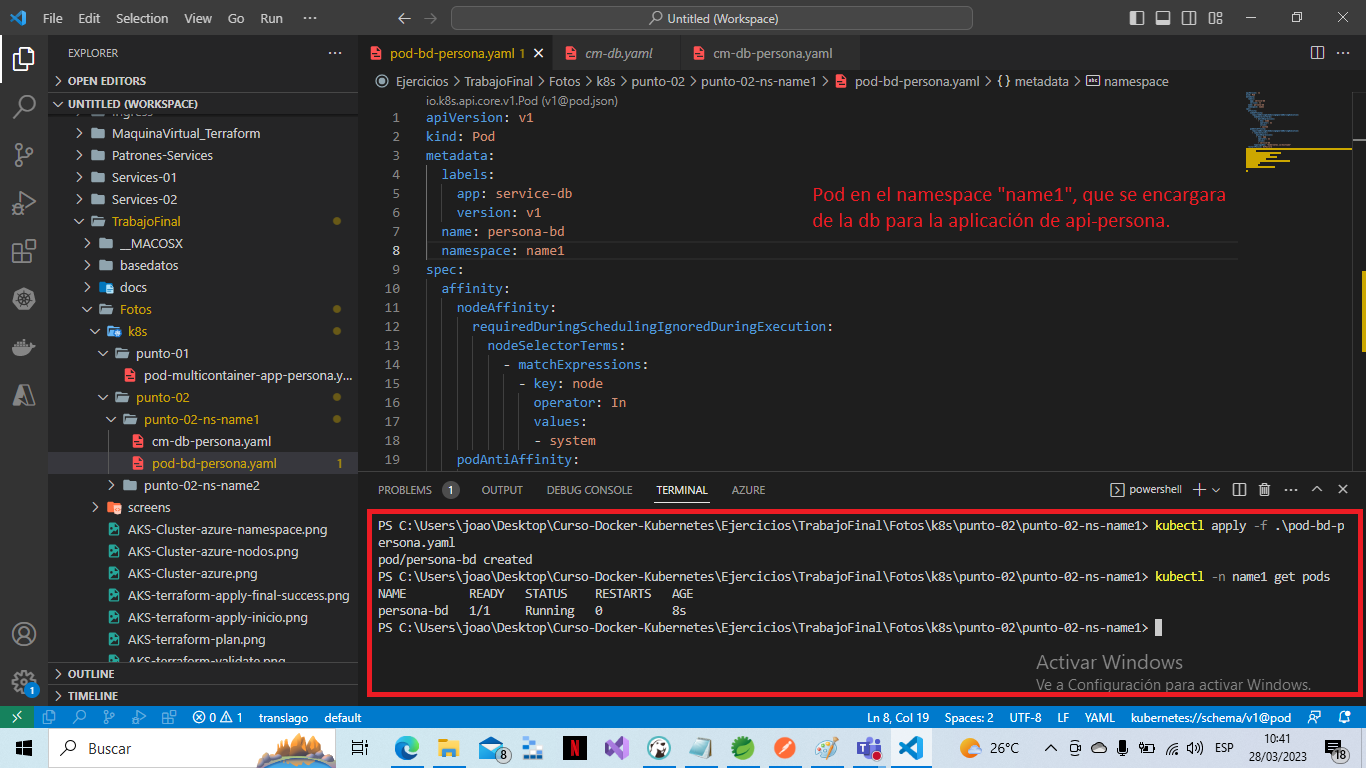 File Edit Selection View Go Run ···
Untitled (Workspace)
EXPLORER
OPEN EDITORS
UNTITLED (WORKSPACE)
MaquinaVirtual_Terraform
Patrones-Services
Services-01
Services-02
TrabajoFinal
__MACOSX
basedatos
docs
Fotos
k8s
punto-01
pod-multicontainer-app-persona.y...
punto-02
punto-02-ns-name1
cm-db-persona.yaml
pod-bd-persona.yaml 1
punto-02-ns-name2
screens
AKS-Cluster-azure-namespace.png
AKS-Cluster-azure-nodos.png
AKS-Cluster-azure.png
AKS-terraform-apply-final-success.png
AKS-terraform-apply-inicio.png
AKS-terraform-plan.png
AKS-terraform-validate.png
OUTLINE
TIMELINE
1
pod-bd-persona.yaml 1
cm-db.yaml
cm-db-persona.yaml
Ejercicios > TrabajoFinal > Fotos > k8s > punto-02 > punto-02-ns-name1 > pod-bd-persona.yaml > {} metadata > namespace
io.k8s.api.core.v1.Pod (v1@pod.json)
1 apiVersion: v1
2 kind: Pod
3 metadata:
4 labels:
5 app: service-db
6 version: v1
7 name: persona-bd
8 namespace: name1
9 spec:
10 affinity:
11 nodeAffinity:
12 requiredDuringSchedulingIgnoredDuringExecution:
13 nodeSelectorTerms:
14 - matchExpressions:
15 - key: node
16 operator: In
17 values:
18 - system
19 podAntiAffinity:
Pod en el namespace "name1", que se encargara
de la db para la aplicación de api-persona.
PROBLEMS 1 OUTPUT DEBUG CONSOLE TERMINAL AZURE
powershell
PS C:\Users\joao\Desktop\Curso-Docker-Kubernetes\Ejercicios\TrabajoFinal\Fotos\k8s\punto-02\punto-02-ns-name1> kubectl apply -f .\pod-bd-p
ersona.yaml
pod/persona-bd created
PS C:\Users\joao\Desktop\Curso-Docker-Kubernetes\Ejercicios\TrabajoFinal\Fotos\k8s\punto-02\punto-02-ns-name1> kubectl -n name1 get pods
NAME READY STATUS RESTARTS AGE
persona-bd 1/1 Running 0 8s
PS C:\Users\joao\Desktop\Curso-Docker-Kubernetes\Ejercicios\TrabajoFinal\Fotos\k8s\punto-02\punto-02-ns-name1>
Activar Windows
Ve a Configuración para activar Windows.
0 1 translago default
Ln 8, Col 19 Spaces: 2 UTF-8 LF YAML kubernetes://schema/v1@pod
Buscar
8
N
26°C
ESP
10:41
28/03/2023
18